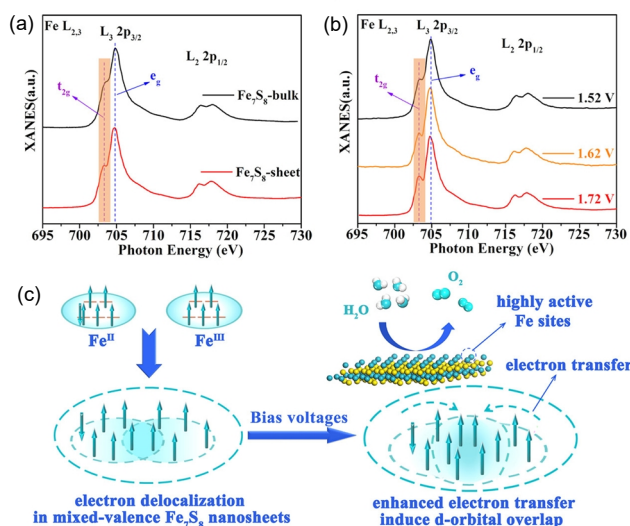 (a)
Fe L2,3
L3 2p3/2
L2 2p1/2
t2g
eg
Fe7S8-bulk
Fe7S8-sheet
XANES(a.u.)
695 700 705 710 715 720 725 730
Photon Energy (eV)
(b)
Fe L2,3
L3 2p3/2
L2 2p1/2
t2g
eg
1.52 V
1.62 V
1.72 V
XANES(a.u.)
695 700 705 710 715 720 725 730
Photon Energy (eV)
(c)
FeII
FeIII
H2O
O2
highly active
Fe sites
electron transfer
Bias voltages
electron delocalization
in mixed-valence Fe7S8 nanosheets
enhanced electron transfer
induce d-orbital overlap